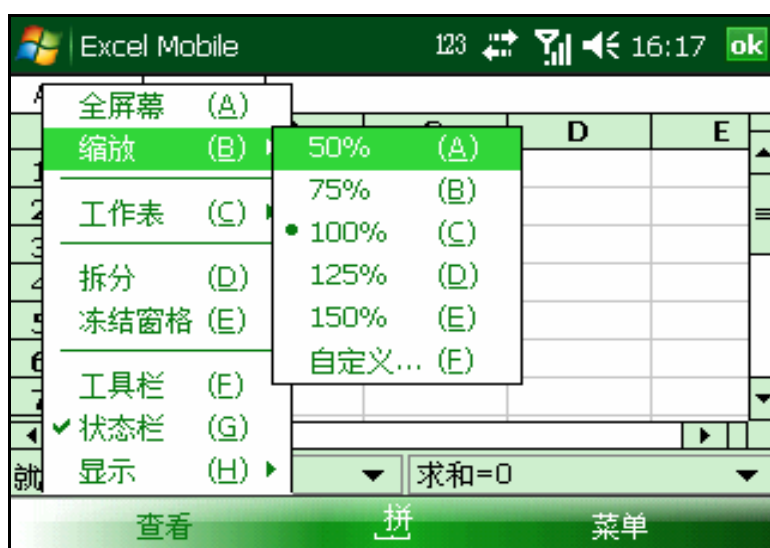 Excel Mobile 123 16:17 ok
全屏幕 (A)
缩放 (B)
工作表 (C)
拆分 (D)
冻结窗格 (E)
工具栏 (F)
状态栏 (G)
显示 (H)
50% (A)
75% (B)
100% (C)
125% (D)
150% (E)
自定义... (F)
D E
就
求和=0
查看 拼 菜单